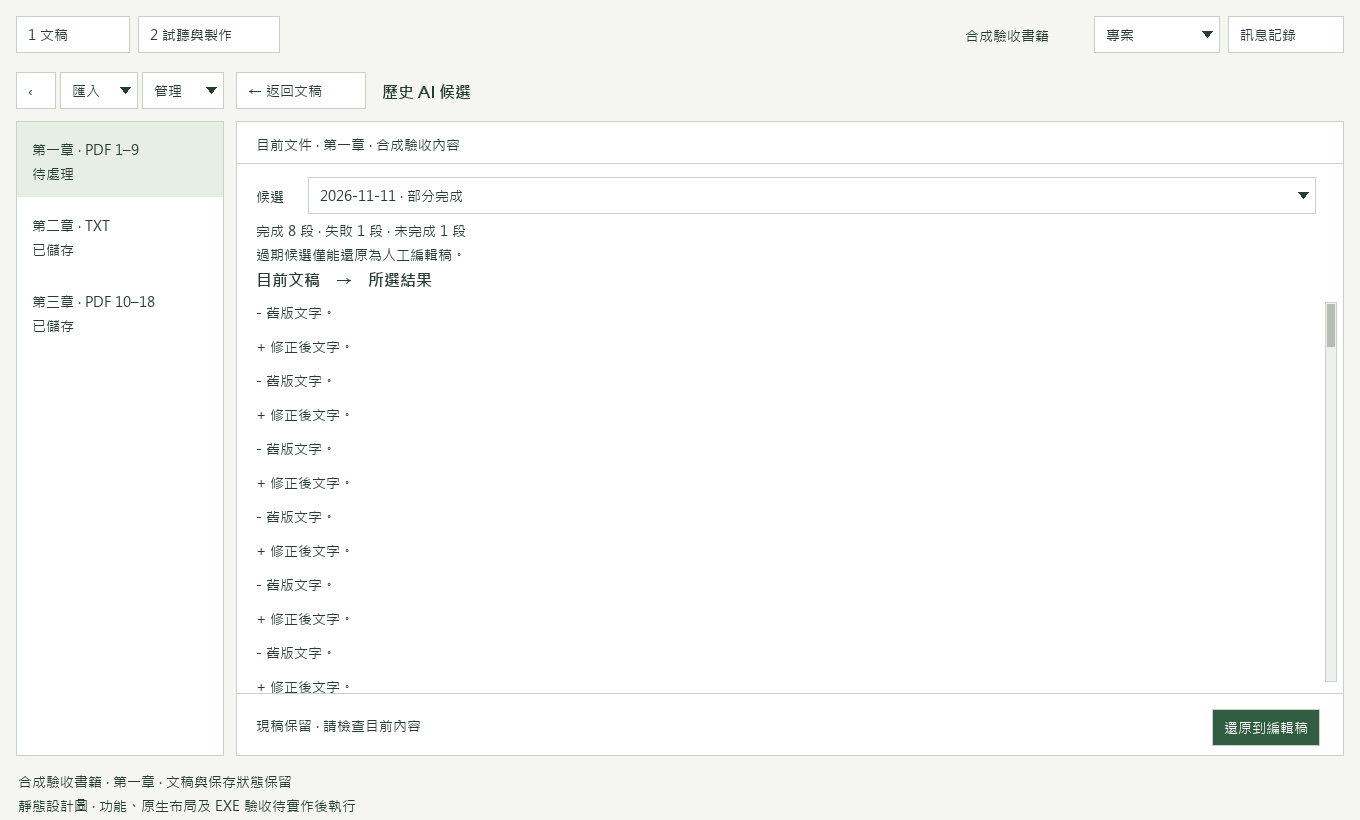 1 文稿
2 試聽與製作
合成驗收書籍
專案
訊息記錄
‹
匯入
管理
← 返回文稿
歷史 AI 候選
第一章 · PDF 1–9
待處理
第二章 · TXT
已儲存
第三章 · PDF 10–18
已儲存
目前文件 · 第一章 · 合成驗收內容
候選
2026-11-11 · 部分完成
完成 8 段 · 失敗 1 段 · 未完成 1 段
過期候選僅能還原為人工編輯稿。
目前文稿 → 所選結果
- 舊版文字。
+ 修正後文字。
- 舊版文字。
+ 修正後文字。
- 舊版文字。
+ 修正後文字。
- 舊版文字。
+ 修正後文字。
- 舊版文字。
+ 修正後文字。
- 舊版文字。
+ 修正後文字。
現稿保留 · 請檢查目前內容
還原到編輯稿
合成驗收書籍 · 第一章 · 文稿與保存狀態保留
靜態設計圖 · 功能、原生布局及 EXE 驗收待實作後執行